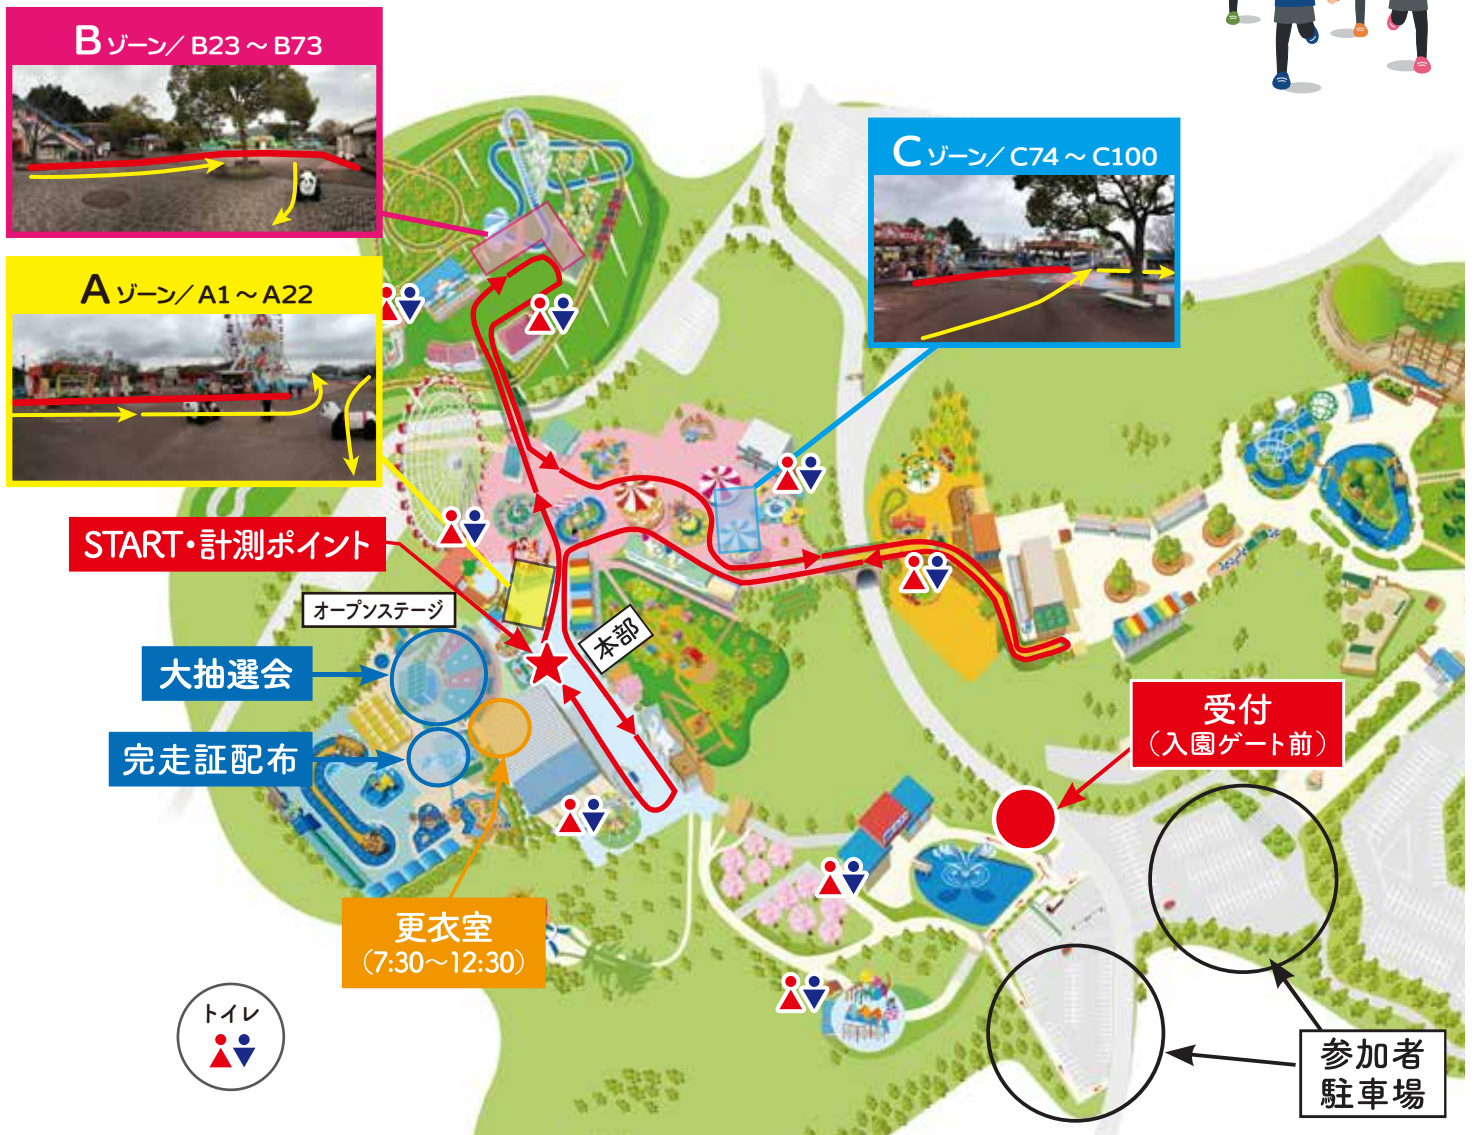 Bゾーン／B23～B73
Cゾーン／C74～C100
Aゾーン／A1～A22
START・計測ポイント
オープンステージ
本部
大抽選会
完走証配布
受付
（入園ゲート前）
更衣室
（7:30～12:30）
トイレ
参加者
駐車場